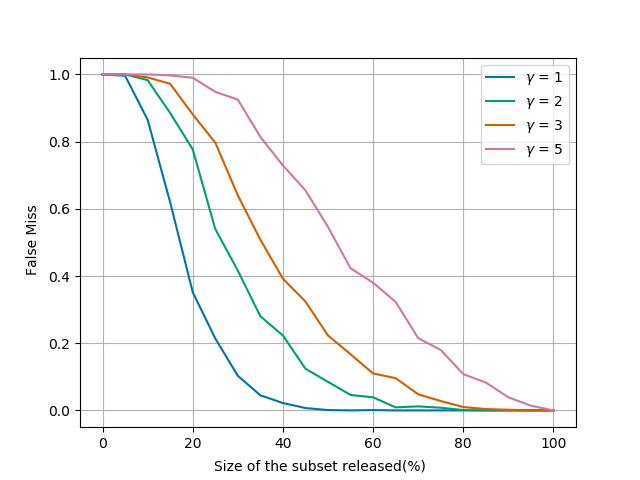 γ = 1
γ = 2
γ = 3
γ = 5
1.0
0.8
0.6
0.4
0.2
0.0
False Miss
0 20 40 60 80 100
Size of the subset released(%)